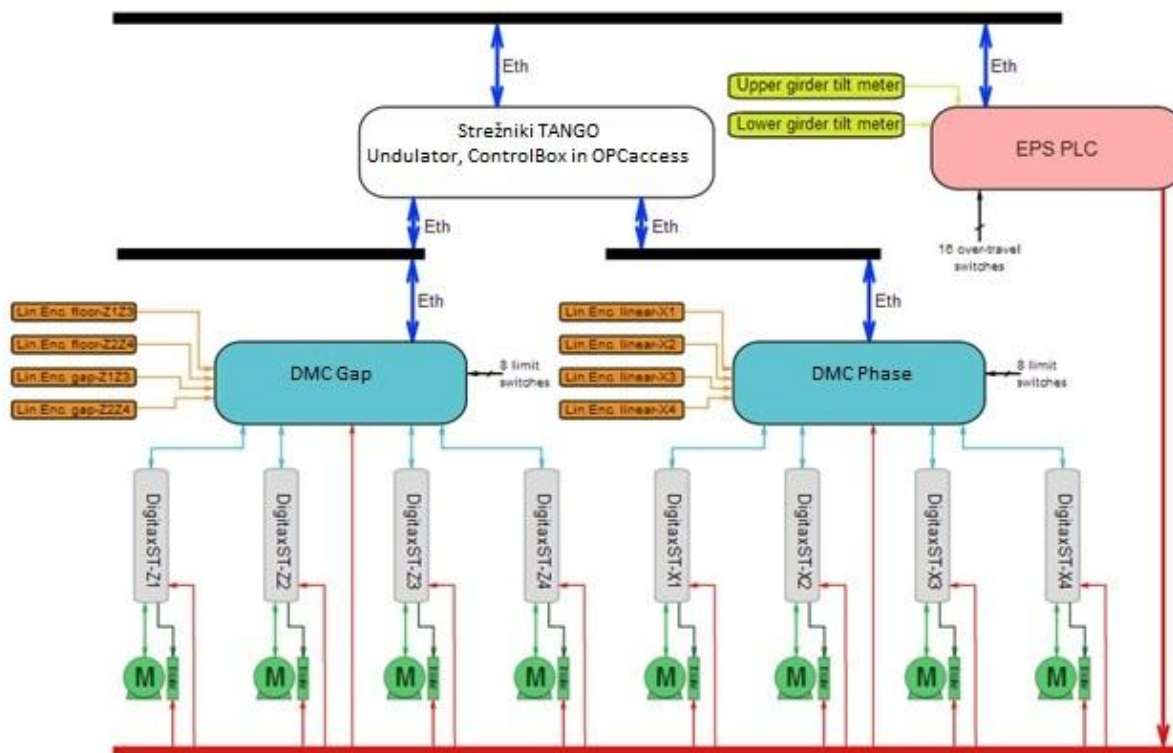 Eth
Eth
Upper girder tilt meter
Lower girder tilt meter
Strežniki TANGO
Undulator, ControlBox in OPCaccess
EPS PLC
Eth
Eth
16 over-travel
switches
Eth
Eth
Lin.Enc. floor-Z1Z3
Lin.Enc. floor-Z2Z4
Lin.Enc. gap-Z1Z3
Lin.Enc. gap-Z2Z4
DMC Gap
8 limit
switches
Lin.Enc. linear-X1
Lin.Enc. linear-X2
Lin.Enc. linear-X3
Lin.Enc. linear-X4
DMC Phase
8 limit
switches
DigitaxST-Z1
DigitaxST-Z2
DigitaxST-Z3
DigitaxST-Z4
DigitaxST-X1
DigitaxST-X2
DigitaxST-X3
DigitaxST-X4
M
M
M
M
M
M
M
M